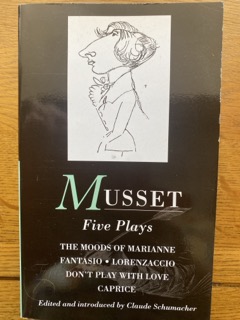 MUSSET
Five Plays
THE MOODS OF MARIANNE
FANTASIO • LORENZACCIO
DON'T PLAY WITH LOVE
CAPRICE
Edited and introduced by Claude Schumacher